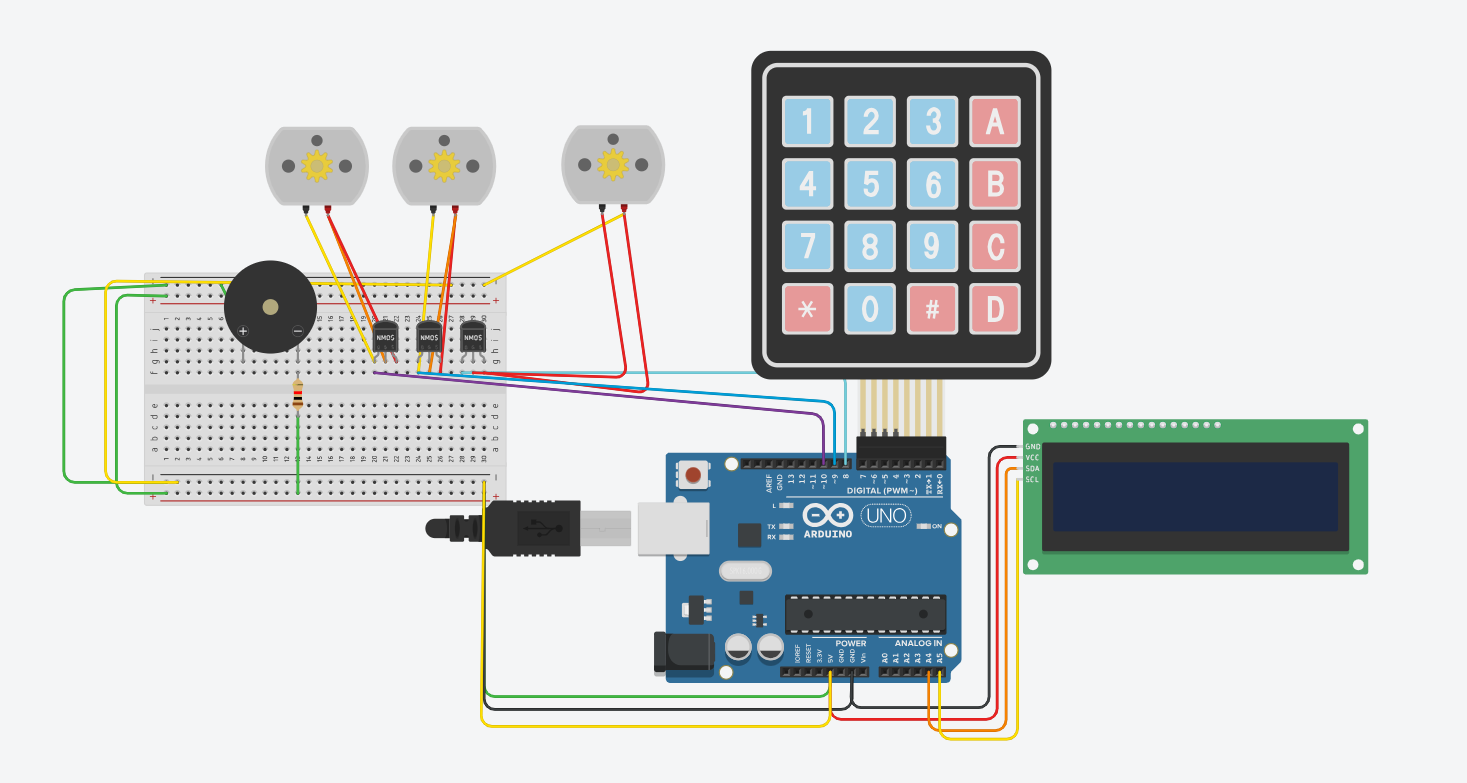 1 2 3 A
4 5 6 B
7 8 9 C
* 0 # D
NMOS NMOS NMOS
j j
i i
h h
g g
f f
e e
d d
c c
b b
a a
+ −
GND
VCC
SDA
SCL
AREF
GND
13
12
~11
~10
~9
8
7
~6
~5
4
~3
2
TX→1
RX←0
DIGITAL (PWM~)
L
TX
RX
ARDUINO
UNO
ON
POWER
ANALOG IN
IOREF
RESET
3.3V
5V
GND
GND
Vin
A0
A1
A2
A3
A4
A5